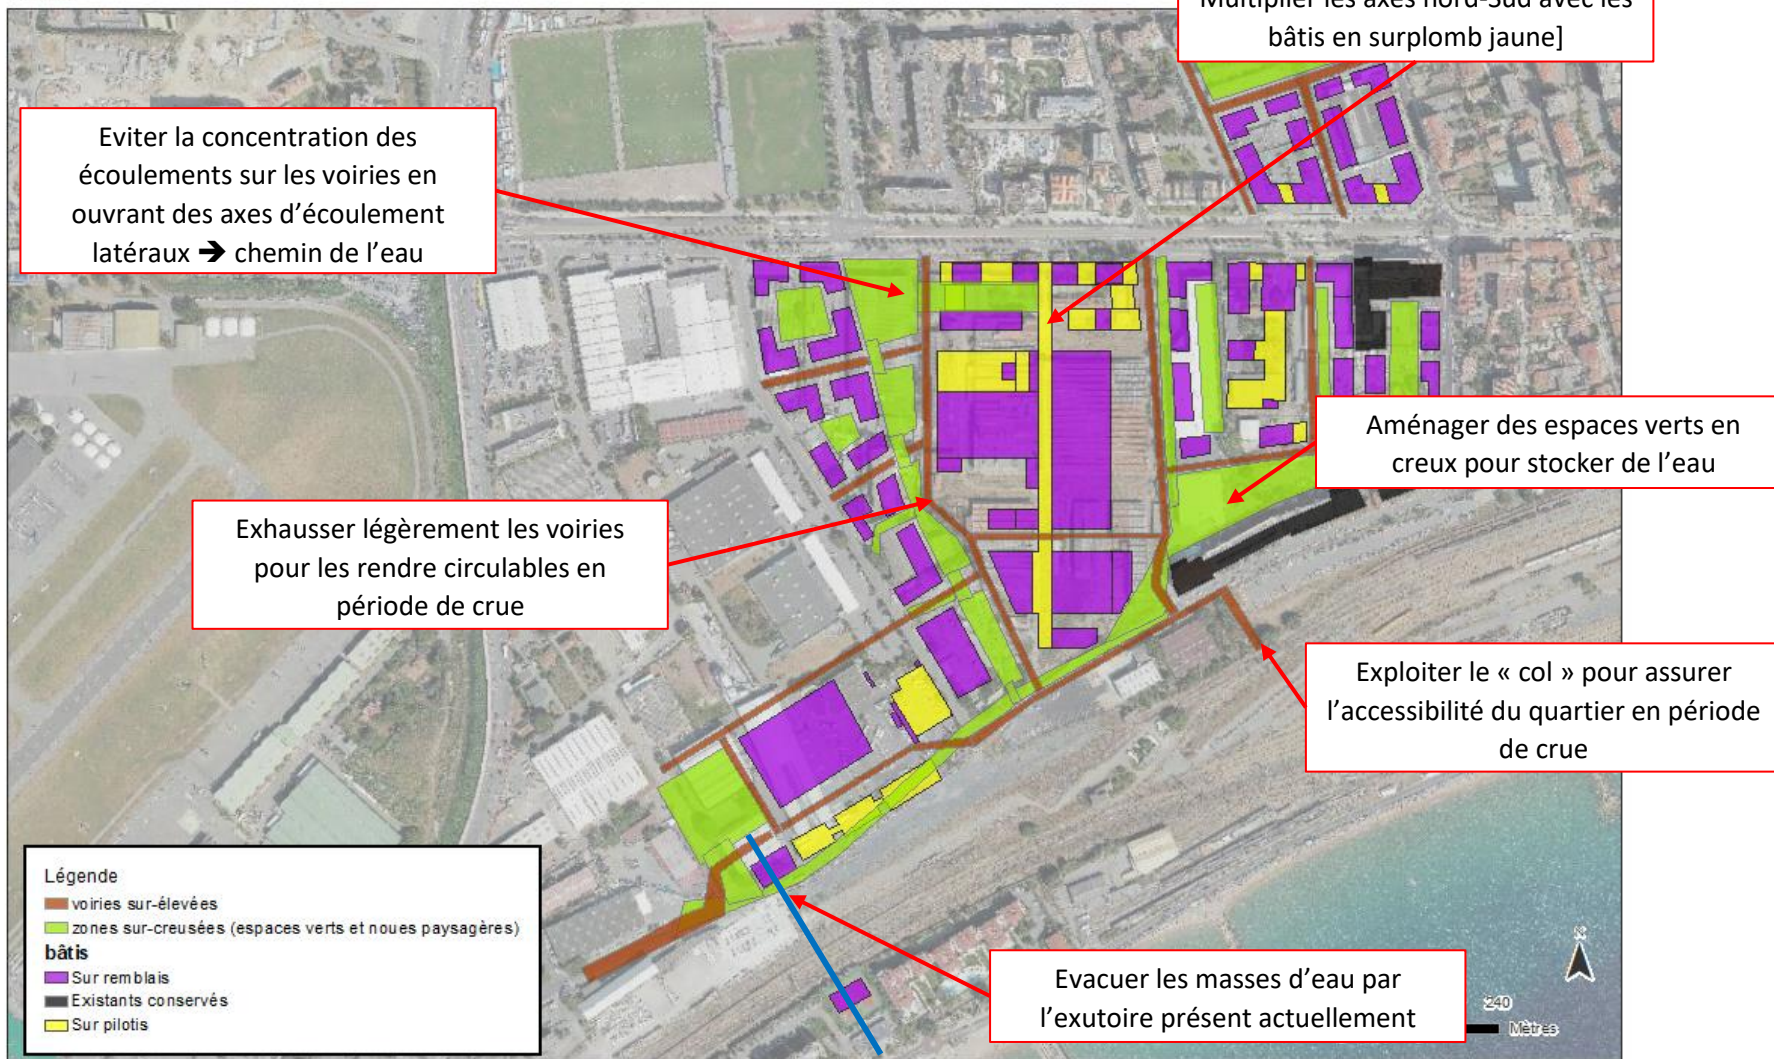 Multiplier les axes nord-Sud avec les
bâtis en surplomb jaune]
Eviter la concentration des
écoulements sur les voiries en
ouvrant des axes d’écoulement
latéraux ➔ chemin de l’eau
Aménager des espaces verts en
creux pour stocker de l’eau
Exhausser légèrement les voiries
pour les rendre circulables en
période de crue
Exploiter le « col » pour assurer
l’accessibilité du quartier en période
de crue
Evacuer les masses d’eau par
l’exutoire présent actuellement
Légende
voiries sur-élevées
zones sur-creusées (espaces verts et noues paysagères)
bâtis
Sur remblais
Existants conservés
Sur pilotis
240
Mètres